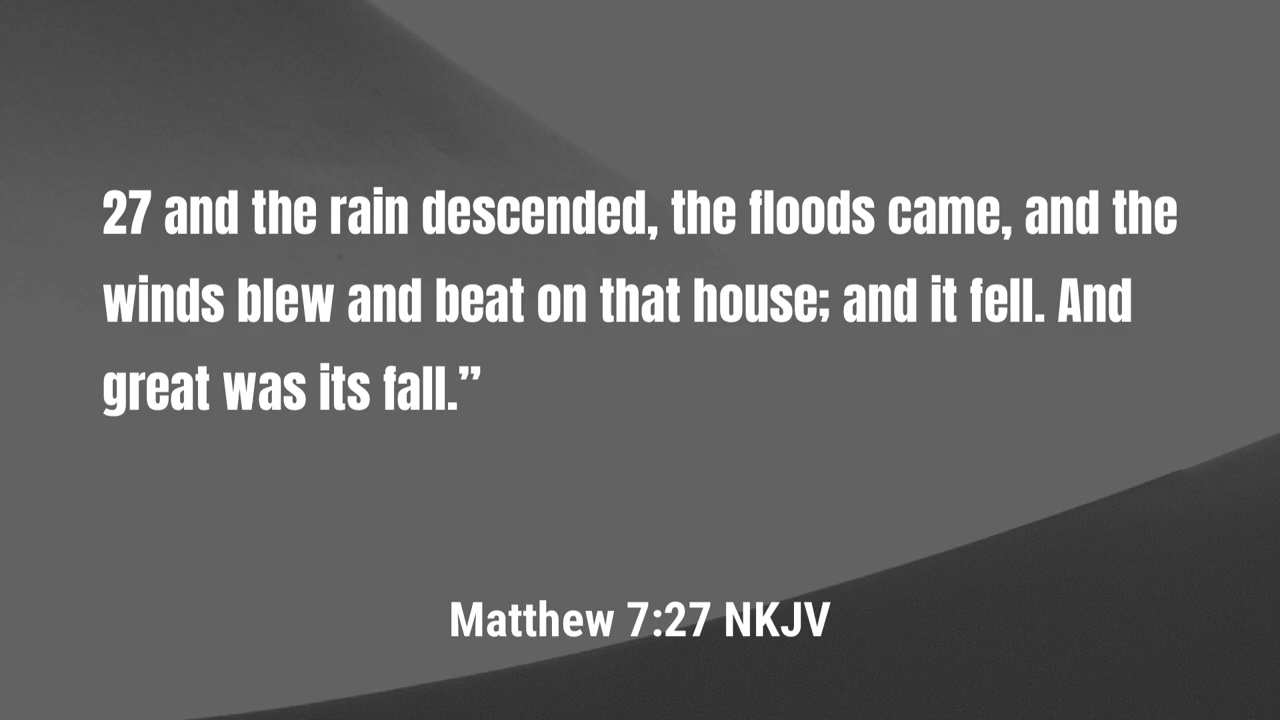 27 and the rain descended, the floods came, and the
winds blew and beat on that house; and it fell. And
great was its fall.”
Matthew 7:27 NKJV